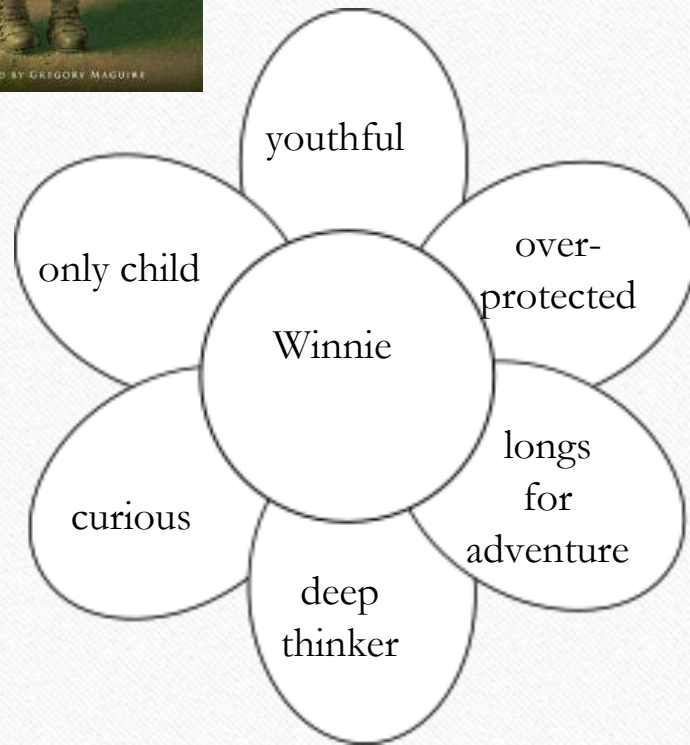 D BY GREGORY MAGUIRE
youthful
only child
over-
protected
Winnie
longs
for
adventure
curious
deep
thinker